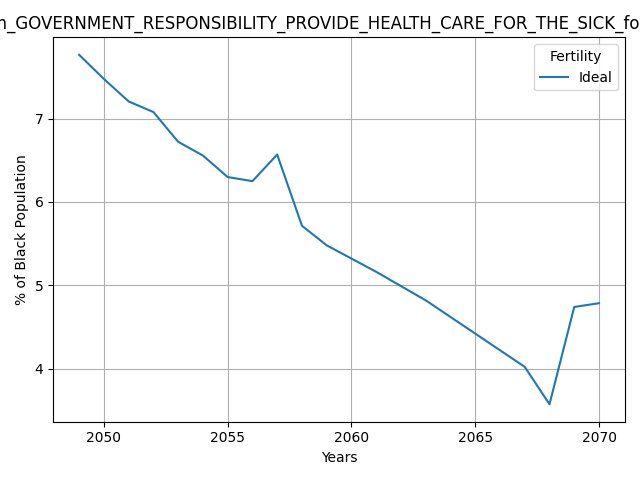 n_GOVERNMENT_RESPONSIBILITY_PROVIDE_HEALTH_CARE_FOR_THE_SICK_fo
Fertility
Ideal
7
6
5
4
% of Black Population
2050 2055 2060 2065 2070
Years